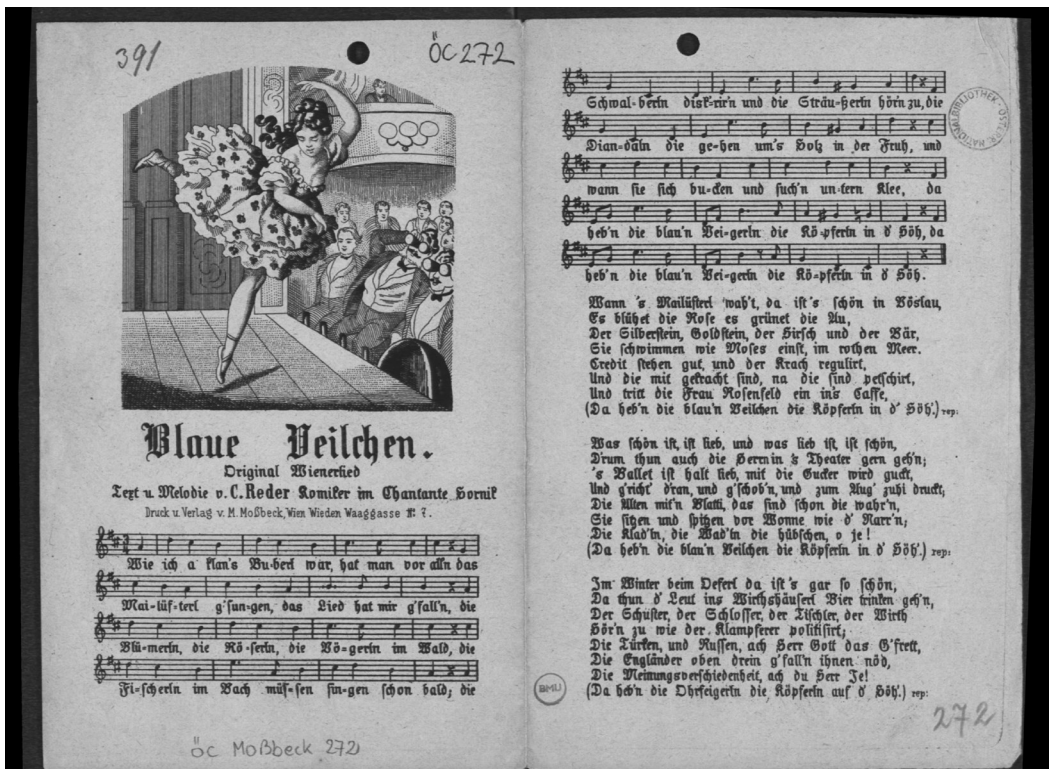 391
ÖC 272
Blaue Veilchen.
Original Wienerlied
Text u. Melodie v. C. Reder Komiker im Chantante Hornik
Druck u. Verlag v. M. Moßbeck, Wien Wieden Waaggasse Nr. 7.
Wie ich a' klan's Bu-berl war, hat man vor all'n das
Mai-lüf-terl g'sun-gen, das Lied hat mir g'fall'n, die
Blü-merln, die Rö-serln, die Vö-gerln im Wald, die
Fi-scherln im Bach müs-sen sin-gen schon bald; die
ÖC Moßbeck 272
Schwal-berln disk-rir'n und die Sträu-ßerln hör'n zu, die
Dian-daln die ge-hen um's Holz in der Fruh, und
wann sie sich bu-cken und such'n un-tern Klee, da
heb'n die blau'n Vei-gerln die Kö-pferln in d' Höh, da
heb'n die blau'n Vei-gerln die Kö-pferln in d' Höh.
Wann 's Mailüfterl wah't, da ist's schön in Vöslau,
Es blühet die Rose es grünet die Au,
Der Silberstein, Goldstein, der Hirsch und der Bär,
Sie schwimmen wie Moses einst, im rothen Meer.
Credit stehen gut, und der Krach regulirt,
Und die mit gekracht sind, na die sind petschirt,
Und tritt die Frau Rosenfeld ein in's Caffe,
(Da heb'n die blau'n Veilchen die Köpferln in d' Höh'.) rep:
Was schön ist, ist lieb, und was lieb ist, ist schön,
D'rum thun auch die Herrnin 's Theater gern geh'n;
's Ballet ist halt lieb, mit die Gucker wird guckt,
Und g'richt' d'ran, und g'schob'n, und zum Aug' zuhi druckt;
Die Alten mit'n Blattl, das sind schon die wahr'n,
Sie sitzen und spitzen vor Wonne wie d' Narr'n;
Die Klad'ln, die Wad'ln die hübschen, o je!
(Da heb'n die blau'n Veilchen die Köpferln in d' Höh'.) rep:
Im Winter beim Oeferl da ist's gar so schön,
Da thun d' Leut ins Wirthshäuserl Bier trinken geh'n,
Der Schuster, der Schlosser, der Tischler, der Wirth
Hör'n zu wie der Klampferer politisirt;
Die Türken, und Russen, ach Herr Gott das G'frett,
Die Engländer oben drein g'fall'n ihnen nöd,
Die Meinungsverschiedenheit, ach du Herr Je!
(Da heb'n die Ohrfeigerln die Köpferln auf d' Höh'.) rep:
BMU
272